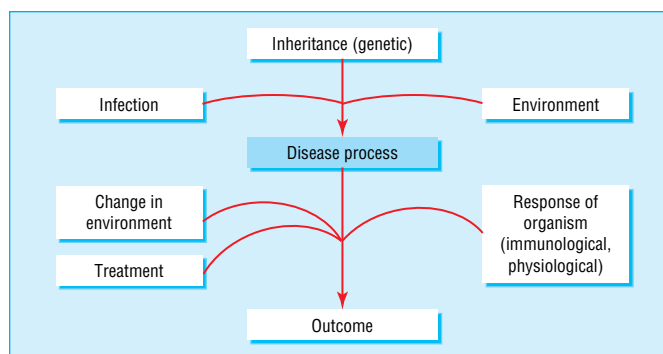 Inheritance (genetic)
Infection
Environment
Disease process
Change in
environment
Treatment
Response of
organism
(immunological,
physiological)
Outcome